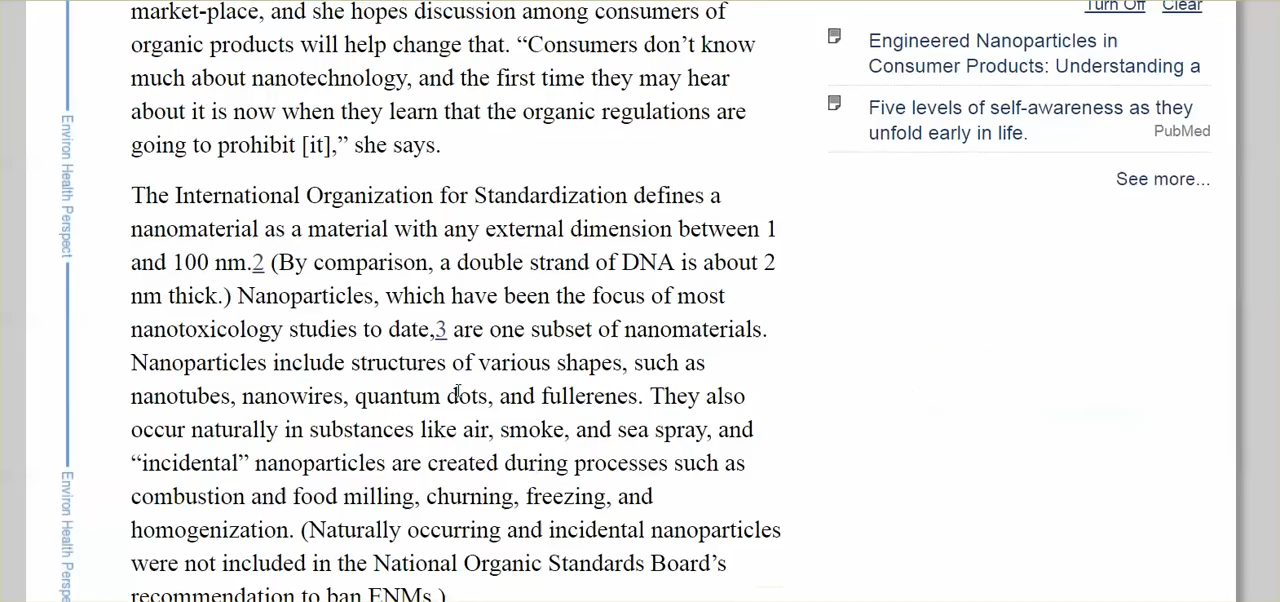 market-place, and she hopes discussion among consumers of
organic products will help change that. “Consumers don’t know
much about nanotechnology, and the first time they may hear
about it is now when they learn that the organic regulations are
going to prohibit [it],” she says.
The International Organization for Standardization defines a
nanomaterial as a material with any external dimension between 1
and 100 nm.2 (By comparison, a double strand of DNA is about 2
nm thick.) Nanoparticles, which have been the focus of most
nanotoxicology studies to date,3 are one subset of nanomaterials.
Nanoparticles include structures of various shapes, such as
nanotubes, nanowires, quantum dots, and fullerenes. They also
occur naturally in substances like air, smoke, and sea spray, and
“incidental” nanoparticles are created during processes such as
combustion and food milling, churning, freezing, and
homogenization. (Naturally occurring and incidental nanoparticles
were not included in the National Organic Standards Board’s
recommendation to ban ENMs.)
Turn Off Clear
Engineered Nanoparticles in
Consumer Products: Understanding a
Five levels of self-awareness as they
unfold early in life. PubMed
See more...
Environ Health Perspect
Environ Health Perspe